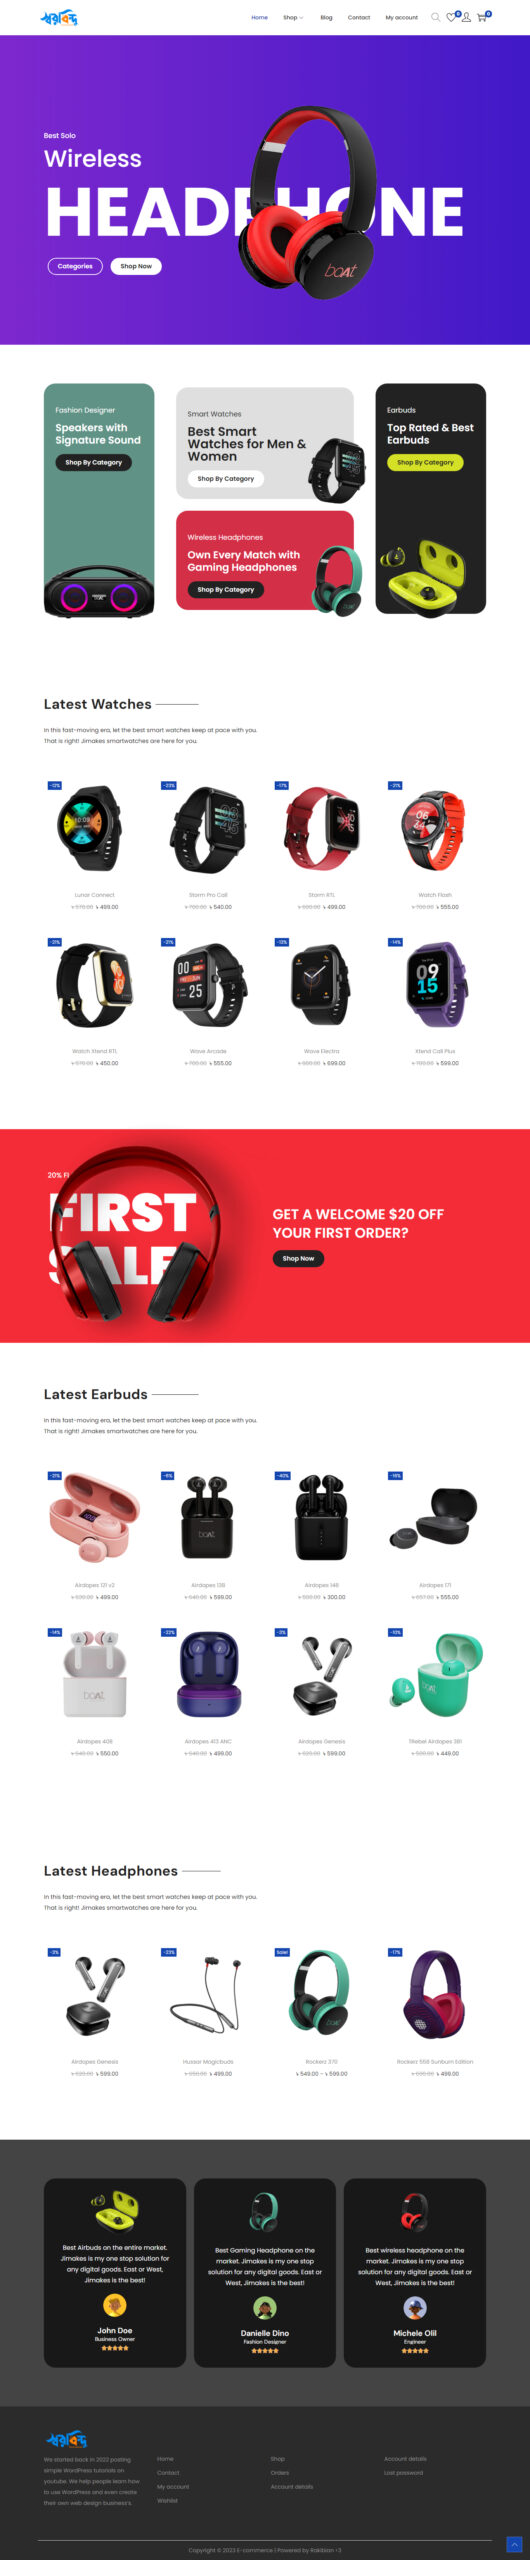 স্বরবিন্দু
Home
Shop
Blog
Contact
My account
0
0
Best Solo
Wireless
HEADPHONE
Categories
Shop Now
boAt
Fashion Designer
Speakers with
Signature Sound
Shop By Category
Smart Watches
Best Smart
Watches for Men &
Women
Shop By Category
Wireless Headphones
Own Every Match with
Gaming Headphones
Shop By Category
Earbuds
Top Rated & Best
Earbuds
Shop By Category
Latest Watches
In this fast-moving era, let the best smart watches keep at pace with you.
That is right! Jimakes smartwatches are here for you.
-12%
-23%
-17%
-21%
Lunar Connect
Storm Pro Call
Storm RTL
Watch Flash
৳ 570.00 ৳ 499.00
৳ 700.00 ৳ 540.00
৳ 600.00 ৳ 499.00
৳ 700.00 ৳ 555.00
-21%
-21%
-13%
-14%
Watch Xtend RTL
Wave Arcade
Wave Electra
Xtend Call Plus
৳ 570.00 ৳ 450.00
৳ 700.00 ৳ 555.00
৳ 699.00
৳ 700.00 ৳ 599.00
20% FI
FIRST
SALE
GET A WELCOME $20 OFF
YOUR FIRST ORDER?
Shop Now
Latest Earbuds
In this fast-moving era, let the best smart watches keep at pace with you.
That is right! Jimakes smartwatches are here for you.
-21%
-6%
-40%
-16%
Airdopes 121 v2
Airdopes 138
Airdopes 148
Airdopes 171
৳ 499.00
৳ 640.00 ৳ 599.00
৳ 500.00 ৳ 300.00
৳ 657.00 ৳ 555.00
-14%
-22%
-3%
-10%
Airdopes 408
Airdopes 413 ANC
Airdopes Genesis
TRebel Airdopes 381
৳ 640.00 ৳ 550.00
৳ 640.00 ৳ 499.00
৳ 620.00 ৳ 599.00
৳ 500.00 ৳ 449.00
Latest Headphones
In this fast-moving era, let the best smart watches keep at pace with you.
That is right! Jimakes smartwatches are here for you.
-3%
-23%
Sale!
-17%
Airdopes Genesis
Hussar Magicbuds
Rockerz 370
Rockerz 558 Sunburn Edition
৳ 620.00 ৳ 599.00
৳ 650.00 ৳ 499.00
৳ 549.00 – ৳ 599.00
৳ 600.00 ৳ 499.00
Best Airbuds on the entire market.
Jimakes is my one stop solution for
any digital goods. East or West,
Jimakes is the best!
John Doe
Business Owner
Best Gaming Headphone on the
market. Jimakes is my one stop
solution for any digital goods. East or
West, Jimakes is the best!
Danielle Dino
Fashion Designer
Best wireless headphone on the
market. Jimakes is my one stop
solution for any digital goods. East or
West, Jimakes is the best!
Michele Olil
Engineer
স্বরবিন্দু
We started back in 2022 posting
simple WordPress tutorials on
youtube. We help people learn how
to use WordPress and even create
their own web design business's.
Home
Contact
My account
Wishlist
Shop
Orders
Account details
Account details
Lost password
Copyright © 2023 E-commerce | Powered by Rakibian <3